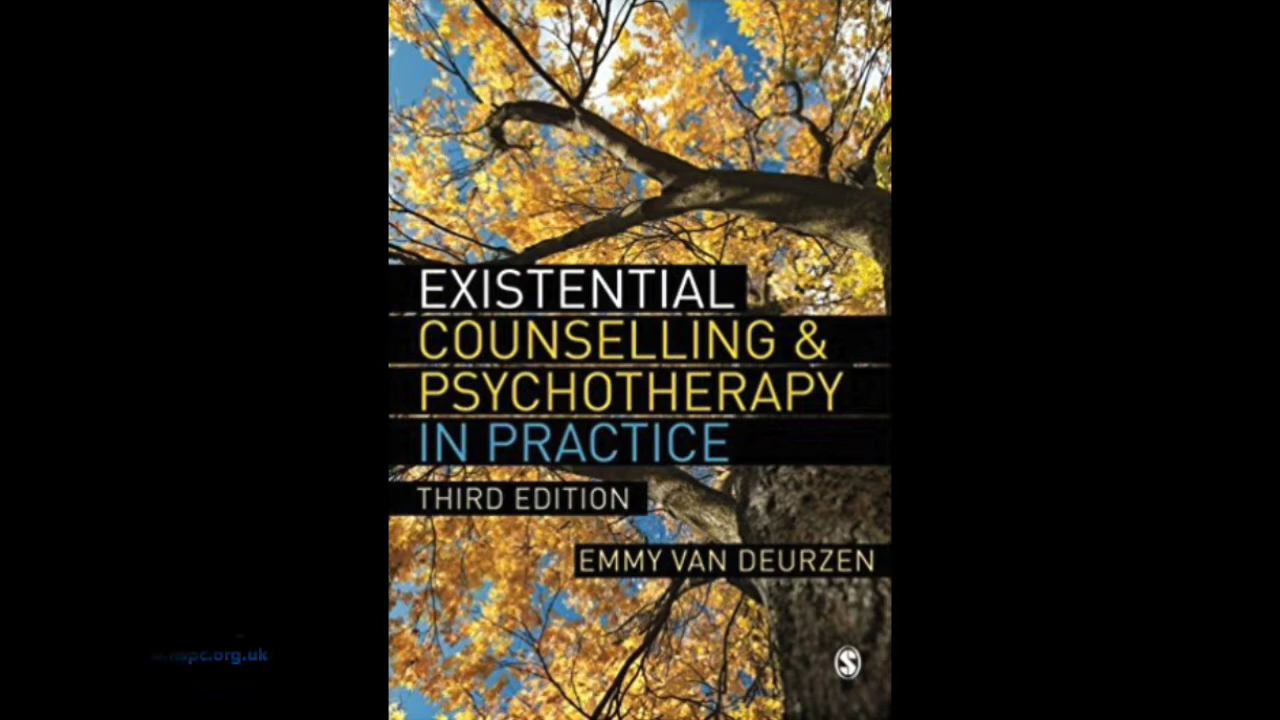 EXISTENTIAL
COUNSELLING &
PSYCHOTHERAPY
IN PRACTICE
THIRD EDITION
EMMY VAN DEURZEN
S